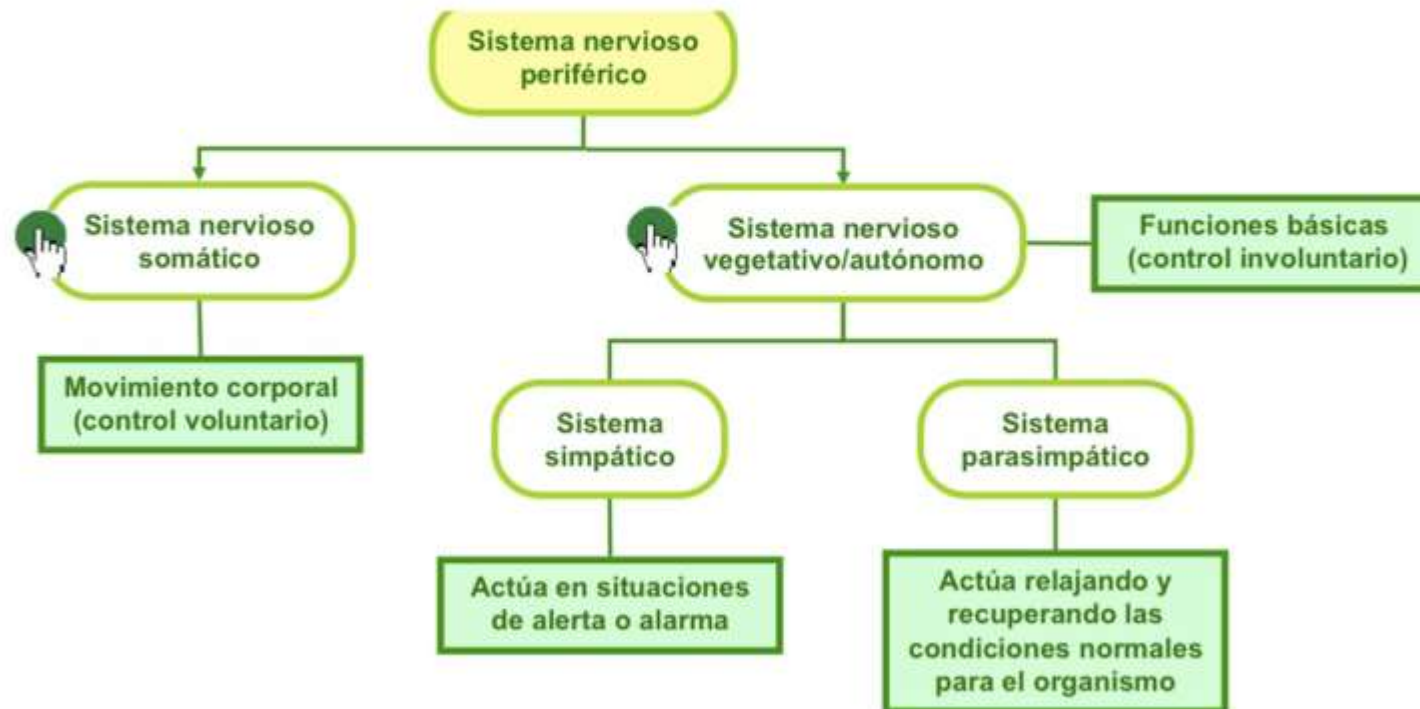 Sistema nervioso
periférico
Sistema nervioso
somático
Sistema nervioso
vegetativo/autónomo
Funciones básicas
(control involuntario)
Movimiento corporal
(control voluntario)
Sistema
simpático
Sistema
parasimpático
Actúa en situaciones
de alerta o alarma
Actúa relajando y
recuperando las
condiciones normales
para el organismo